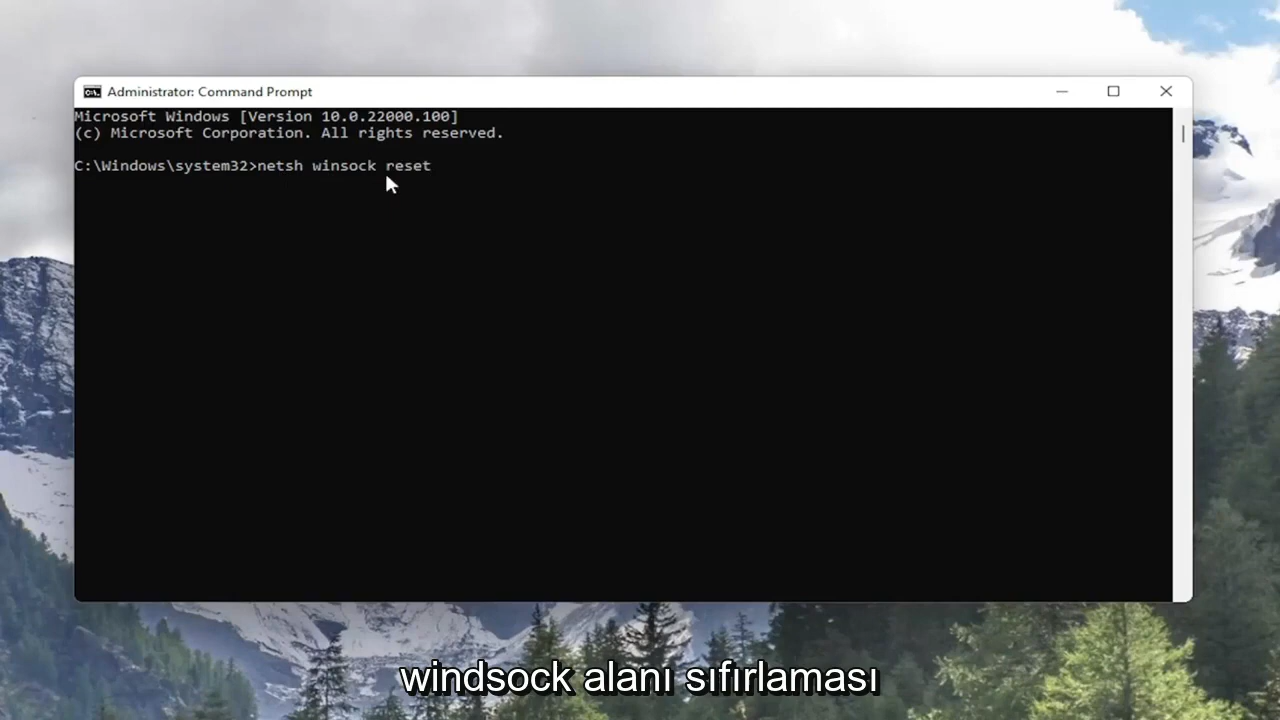 Administrator: Command Prompt
Microsoft Windows [Version 10.0.22000.100]
(c) Microsoft Corporation. All rights reserved.
C:\Windows\system32>netsh winsock reset
windsock alanı sıfırlaması